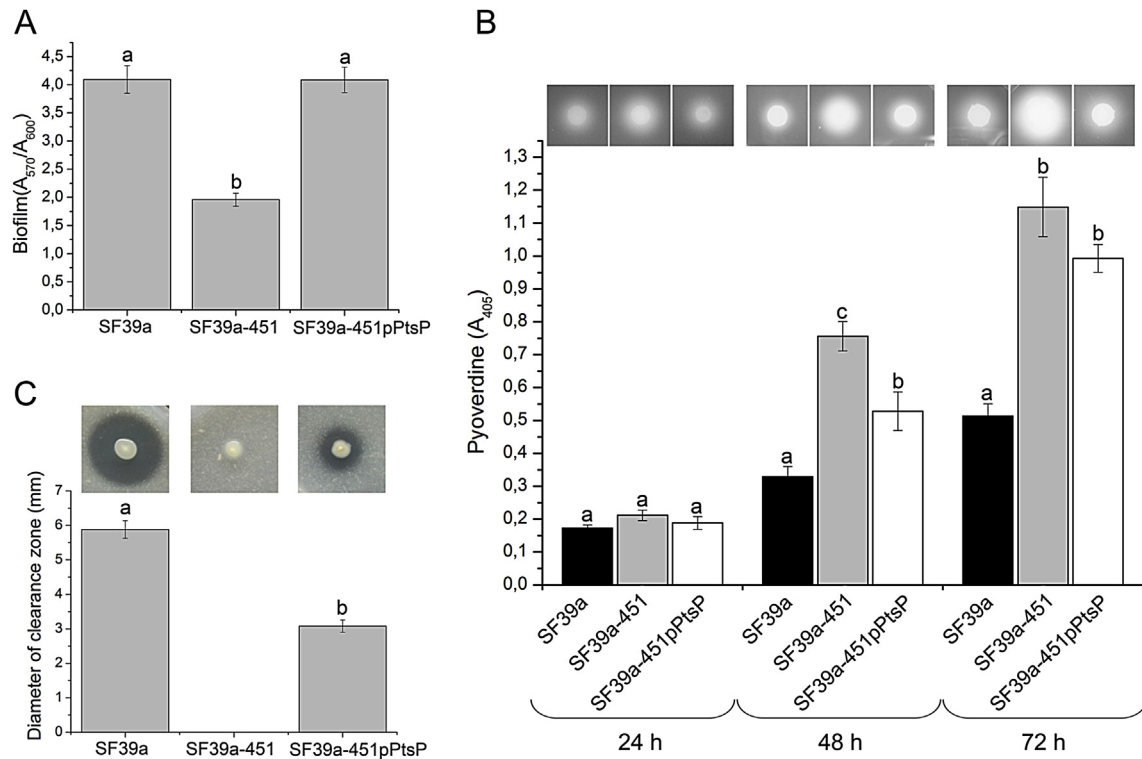 A
4,5
4,0
3,5
3,0
2,5
2,0
1,5
1,0
0,5
0,0
Biofilm(A570/A600)
a
b
a
SF39a
SF39a-451
SF39a-451pPtsP
B
1,3
1,2
1,1
1,0
0,9
0,8
0,7
0,6
0,5
0,4
0,3
0,2
0,1
0,0
Pyoverdine (A405)
a
a
a
a
c
b
a
b
b
SF39a
SF39a-451
SF39a-451pPtsP
SF39a
SF39a-451
SF39a-451pPtsP
SF39a
SF39a-451
SF39a-451pPtsP
24 h
48 h
72 h
C
7
6
5
4
3
2
1
0
Diameter of clearance zone (mm)
a
b
SF39a
SF39a-451
SF39a-451pPtsP